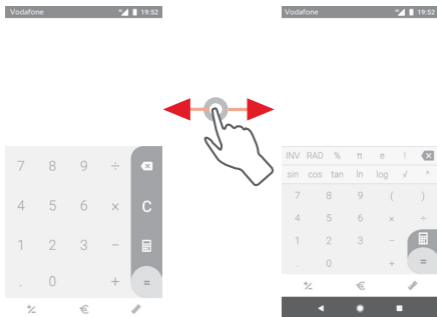 Vodafone 19:52
7 8 9 ÷
4 5 6 × C
1 2 3 −
. 0 + =
⁺⁄₋ €
Vodafone 19:52
INV RAD % π e !
sin cos tan ln log √ ^
7 8 9 ( )
4 5 6 × ÷
1 2 3 −
. 0 + =
⁺⁄₋ €